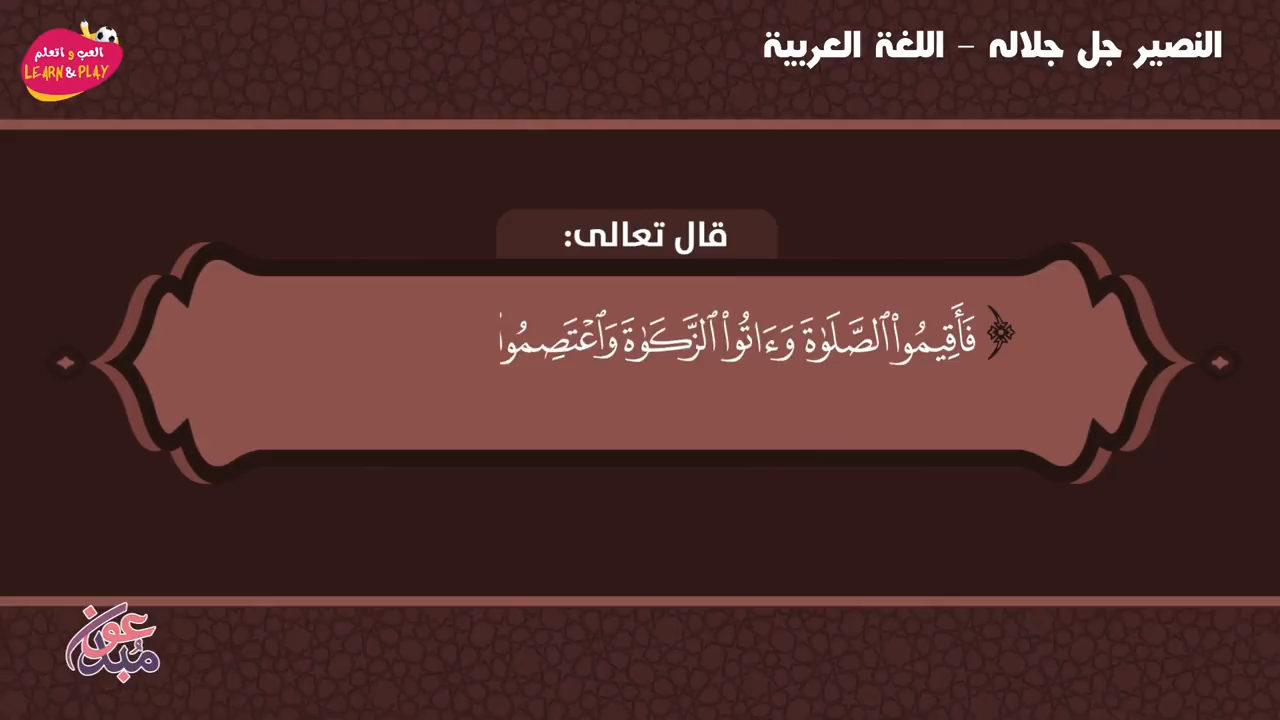 النصير جل جلاله – اللغة العربية
العب و اتعلم
LEARN & PLAY
قال تعالى:
﴿ فَأَقِيمُوا۟ ٱلصَّلَوٰةَ وَءَاتُوا۟ ٱلزَّكَوٰةَ وَٱعْتَصِمُوا
مُبدعون